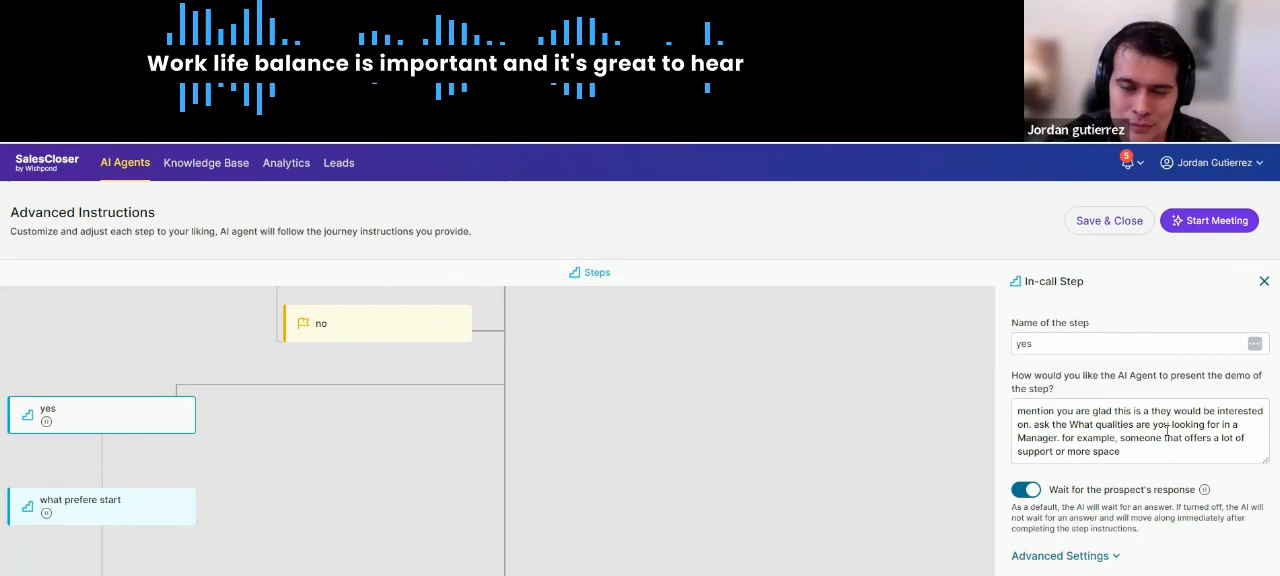 Work life balance is important and it's great to hear
Jordan gutierrez
SalesCloser
by Wishpond
AI Agents
Knowledge Base
Analytics
Leads
5
Jordan Gutierrez
Advanced Instructions
Customize and adjust each step to your liking, AI agent will follow the journey instructions you provide.
Save & Close
Start Meeting
Steps
no
yes
what prefere start
In-call Step
Name of the step
yes
How would you like the AI Agent to present the demo of
the step?
mention you are glad this is a they would be interested
on. ask the What qualities are you looking for in a
Manager. for example, someone that offers a lot of
support or more space
Wait for the prospect's response
As a default, the AI will wait for an answer. If turned off, the AI will
not wait for an answer and will move along immediately after
completing the step instructions.
Advanced Settings